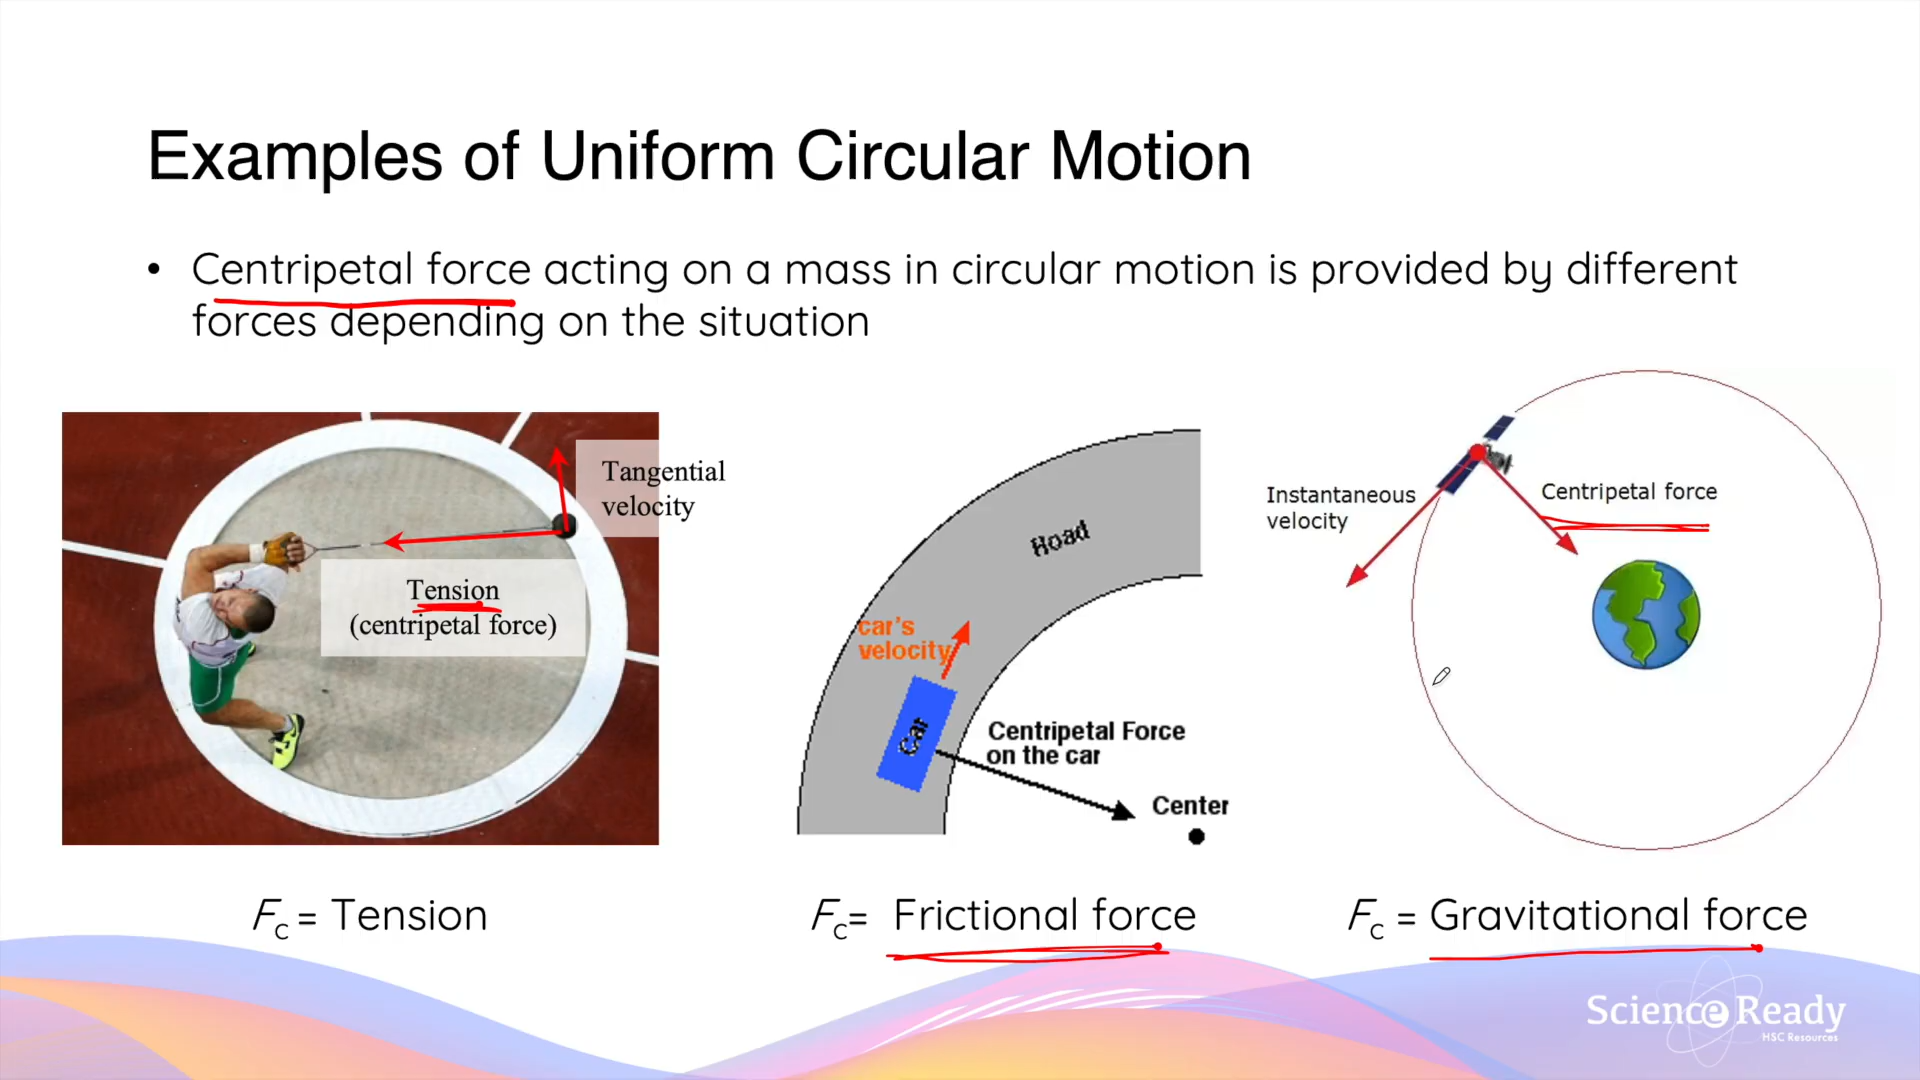 Examples of Uniform Circular Motion
• Centripetal force acting on a mass in circular motion is provided by different
forces depending on the situation
Tangential
velocity
Tension
(centripetal force)
Road
car's
velocity
Car
Centripetal Force
on the car
Center
Instantaneous
velocity
Centripetal force
Fc = Tension
Fc= Frictional force
Fc = Gravitational force
Science Ready
HSC Resources